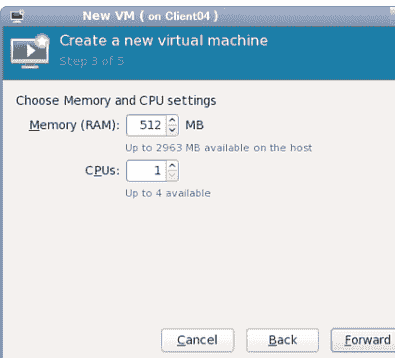 New VM ( on Client04 )
Create a new virtual machine
Step 3 of 5
Choose Memory and CPU settings
Memory (RAM): 512 MB
Up to 2963 MB available on the host
CPUs: 1
Up to 4 available
Cancel Back Forward